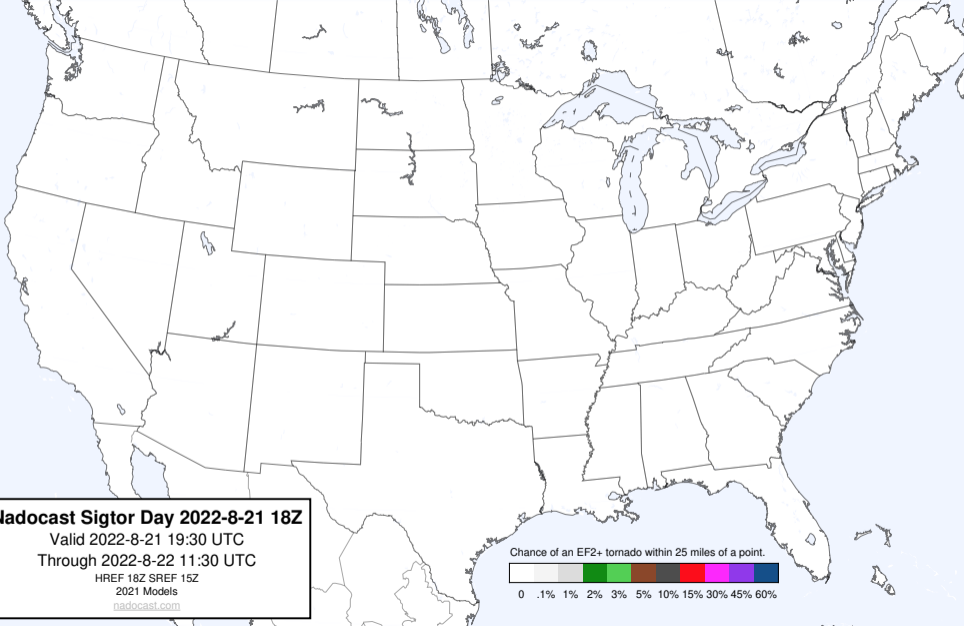 Nadocast Sigtor Day 2022-8-21 18Z
Valid 2022-8-21 19:30 UTC
Through 2022-8-22 11:30 UTC
HREF 18Z SREF 15Z
2021 Models
nadocast.com
Chance of an EF2+ tornado within 25 miles of a point.
0 .1% 1% 2% 3% 5% 10% 15% 30% 45% 60%